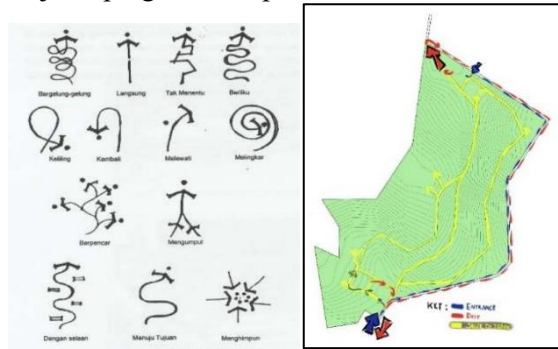 Bergelung-gelung Langsung Tak Menentu Berliku
Keliling Kembali Melewati Melingkar
Berpencar Mengumpul
Dengan selaan Menuju Tujuan Menghimpun
KEY : ENTRANCE
EXIT